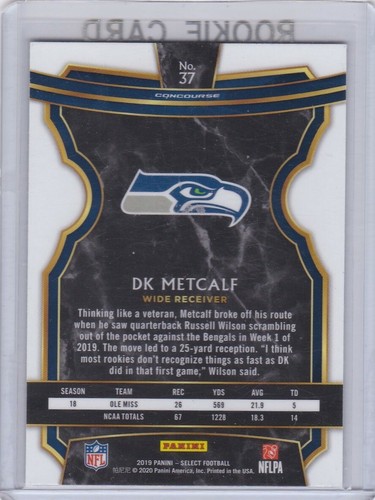 ROOKIE CARD
No.
37
CONCOURSE
DK METCALF
WIDE RECEIVER
Thinking like a veteran, Metcalf broke off his route
when he saw quarterback Russell Wilson scrambling
out of the pocket against the Bengals in Week 1 of
2019. The move led to a 25-yard reception. "I think
most rookies don't recognize things as fast as DK
did in that first game," Wilson said.
SEASON TEAM REC YDS AVG TD
18 OLE MISS 26 569 21.9 5
NCAA TOTALS 67 1228 18.3 14
NFL PANINI NFLPA
2019 PANINI – SELECT FOOTBALL
© 2020 Panini America, Inc. Printed in the USA.